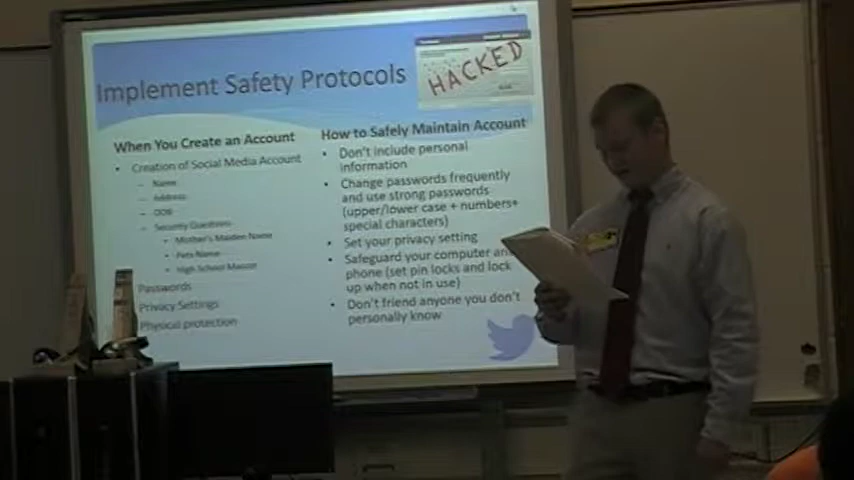 Implement Safety Protocols
HACKED
When You Create an Account
Creation of Social Media Account
Name
Address
DOB
Security Questions
Mother's Maiden Name
Pets Name
High School Mascot
Passwords
Privacy Settings
Physical protection
How to Safely Maintain Account
Don't include personal
information
Change passwords frequently
and use strong passwords
(upper/lower case + numbers+
special characters)
Set your privacy setting
Safeguard your computer and
phone (set pin locks and lock
up when not in use)
Don't friend anyone you don't
personally know